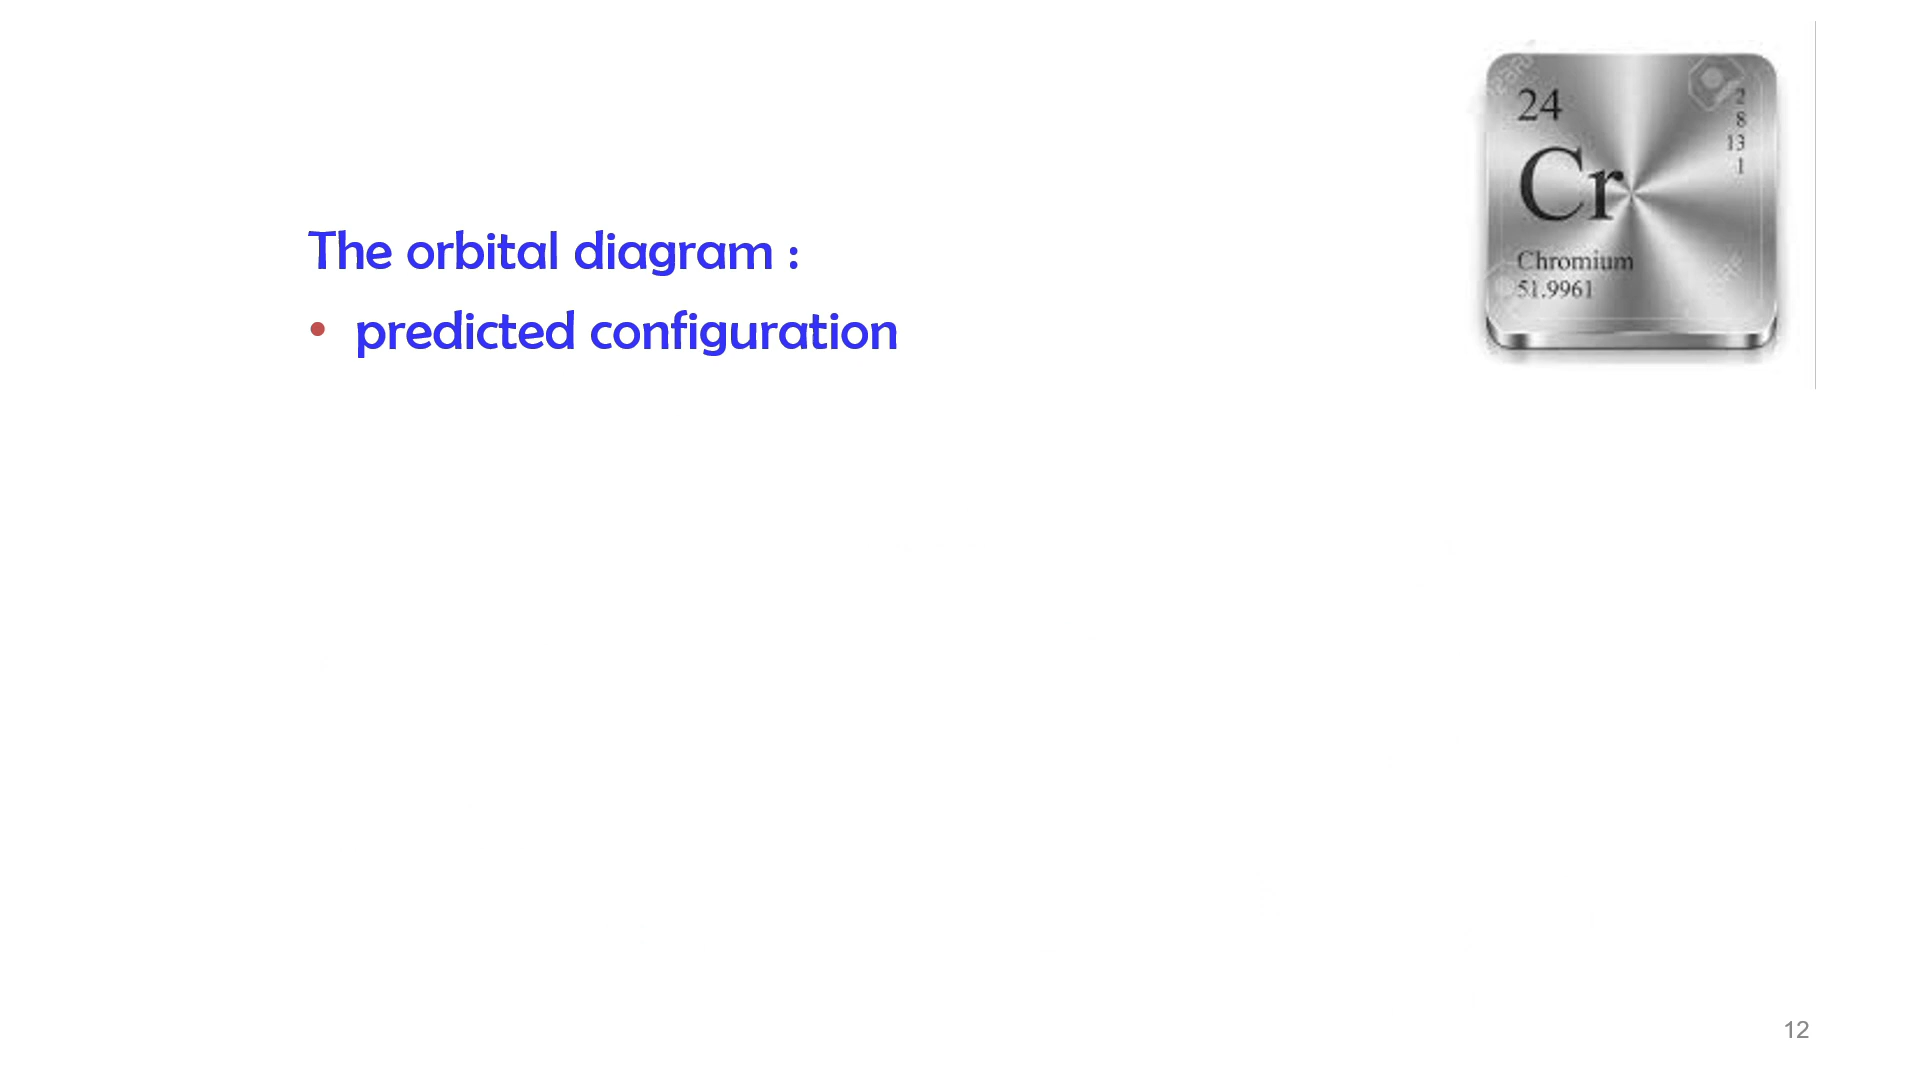 24
2
8
13
1
Cr
Chromium
51.9961
The orbital diagram :
• predicted configuration
12